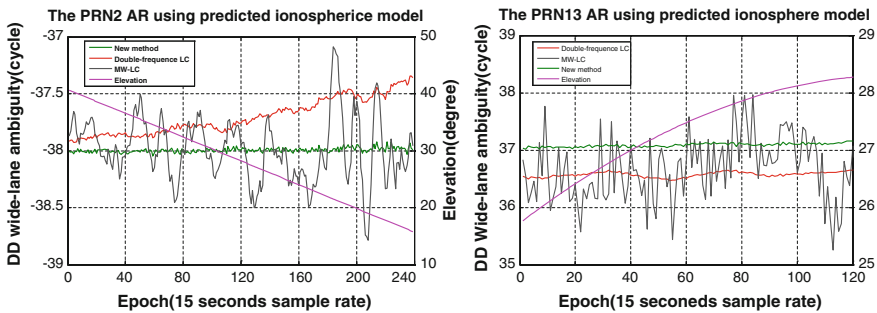 The PRN2 AR using predicted ionospherice model
DD wide-lane ambiguity(cycle)
-37
-37.5
-38
-38.5
-39
New method
Double-frequence LC
MW-LC
Elevation
50
40
30
20
10
Elevation(degree)
0 40 80 120 160 200 240
Epoch(15 seconds sample rate)
The PRN13 AR using predicted ionosphere model
DD Wide-lane ambiguity(cycle)
39
38
37
36
35
Double-frequence LC
MW-LC
New method
Elevation
29
28
27
26
25
0 20 40 60 80 100 120
Epoch(15 seconeds sample rate)